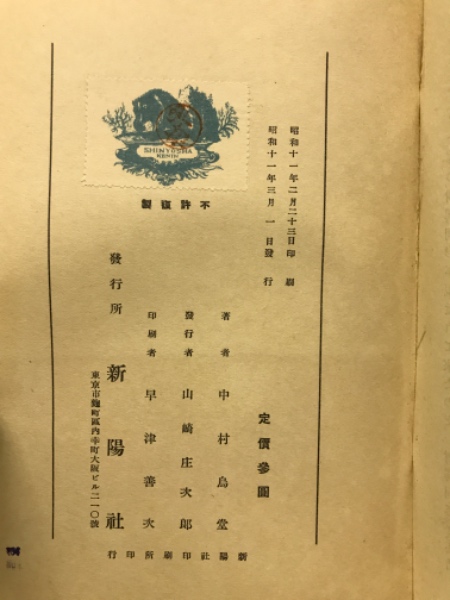 昭和十一年二月二十三日印刷
昭和十一年三月一日發行
SHINYOSHA
KENIN
不許複製
定價參圓
著者 中村鳥堂
發行者 山崎庄次郎
印刷者 早津善次
發行所 新陽社
東京市麴町區內幸町大阪ビル二一〇號
新陽社印刷所印行